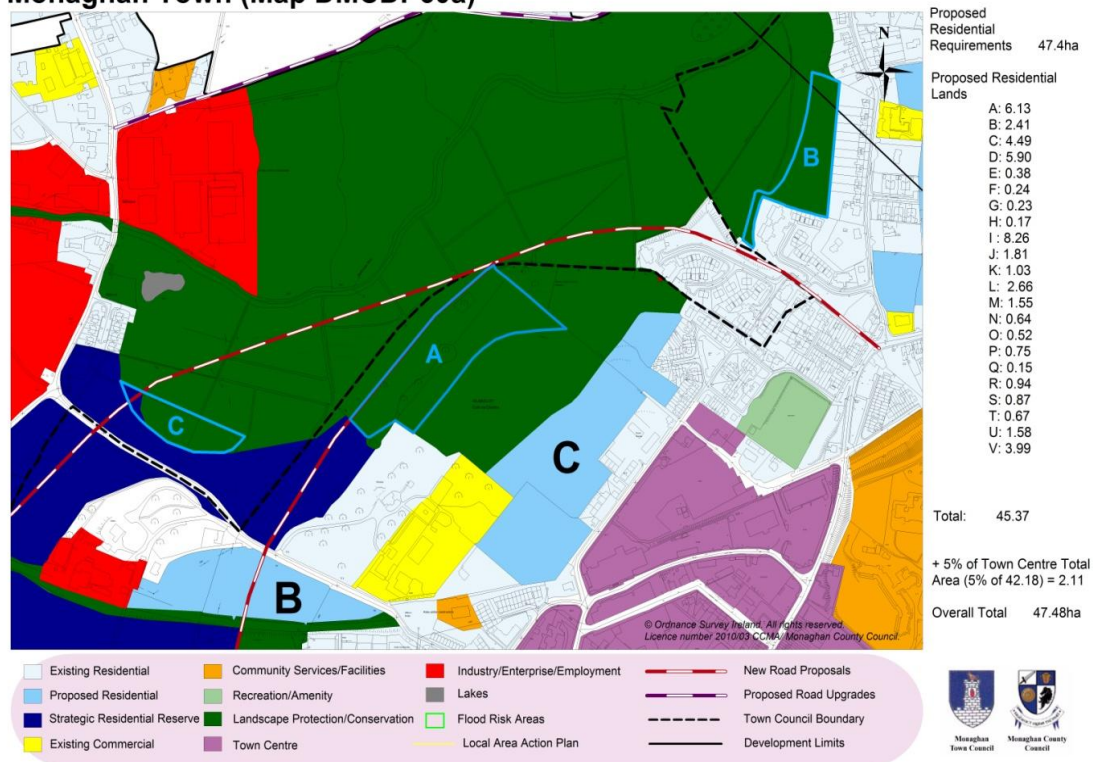 Monaghan Town (Map DMCDP 30a)
Proposed
Residential
Requirements 47.4ha
Proposed Residential
Lands
A: 6.13
B: 2.41
C: 4.49
D: 5.90
E: 0.38
F: 0.24
G: 0.23
H: 0.17
I : 8.26
J: 1.81
K: 1.03
L: 2.66
M: 1.55
N: 0.64
O: 0.52
P: 0.75
Q: 0.15
R: 0.94
S: 0.87
T: 0.67
U: 1.58
V: 3.99
Total: 45.37
+ 5% of Town Centre Total
Area (5% of 42.18) = 2.11
Overall Total 47.48ha
N
B
A
C
C
B
© Ordnance Survey Ireland. All rights reserved.
Licence number 2010/03 CCMA/ Monaghan County Council.
Existing Residential
Proposed Residential
Strategic Residential Reserve
Existing Commercial
Community Services/Facilities
Recreation/Amenity
Landscape Protection/Conservation
Town Centre
Industry/Enterprise/Employment
Lakes
Flood Risk Areas
Local Area Action Plan
New Road Proposals
Proposed Road Upgrades
Town Council Boundary
Development Limits
Monaghan
Town Council
Monaghan County
Council